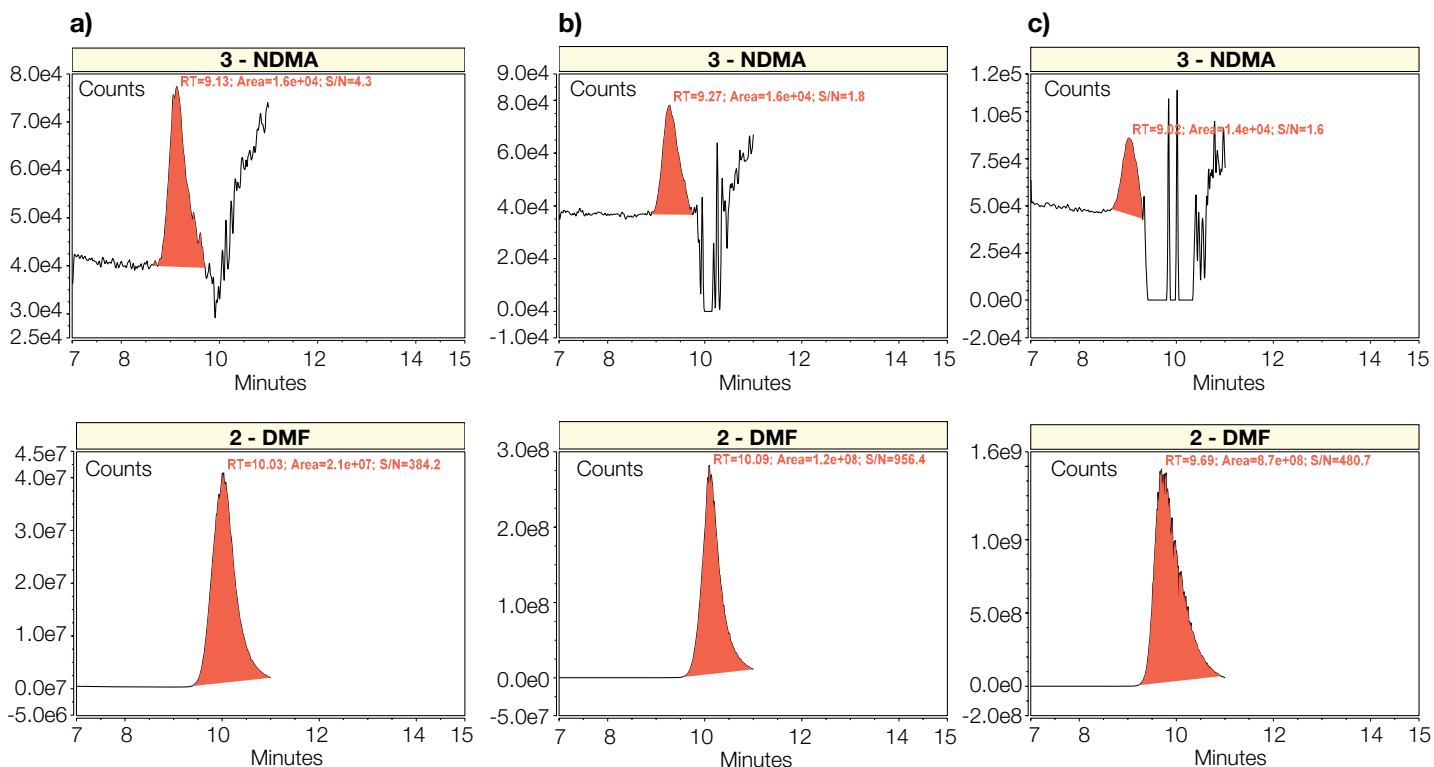 a)
3 - NDMA
Counts
RT=9.13; Area=1.6e+04; S/N=4.3
8.0e4
7.0e4
6.0e4
5.0e4
4.0e4
3.0e4
2.5e4
7 8 10 12 14 15
Minutes
b)
3 - NDMA
Counts
RT=9.27; Area=1.6e+04; S/N=1.8
9.0e4
8.0e4
6.0e4
4.0e4
2.0e4
0.0e4
-1.0e4
7 8 10 12 14 15
Minutes
c)
3 - NDMA
Counts
RT=9.02; Area=1.4e+04; S/N=1.6
1.2e5
1.0e5
7.5e4
5.0e4
2.5e4
0.0e0
-2.0e4
7 8 10 12 14 15
Minutes
2 - DMF
Counts
RT=10.03; Area=2.1e+07; S/N=384.2
4.5e7
4.0e7
3.0e7
2.0e7
1.0e7
0.0e7
-5.0e6
7 8 10 12 14 15
Minutes
2 - DMF
Counts
RT=10.09; Area=1.2e+08; S/N=956.4
3.0e8
2.0e8
1.0e8
0.0e0
-5.0e7
7 8 10 12 14 15
Minutes
2 - DMF
Counts
RT=9.69; Area=8.7e+08; S/N=480.7
1.6e9
1.0e9
5.0e8
0.0e0
-2.0e8
7 8 10 12 14 15
Minutes